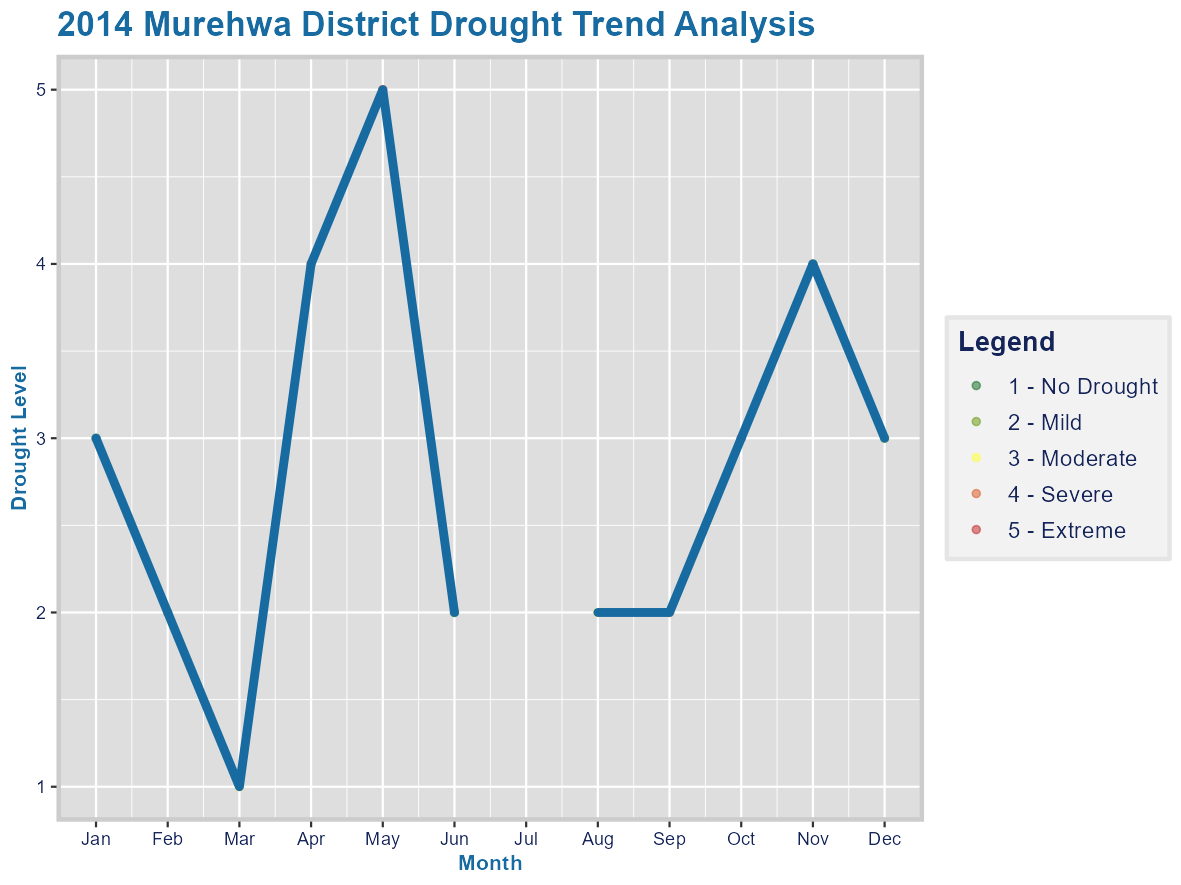 2014 Murehwa District Drought Trend Analysis
5
4
3
2
1
Drought Level
Jan Feb Mar Apr May Jun Jul Aug Sep Oct Nov Dec
Month
Legend
1 - No Drought
2 - Mild
3 - Moderate
4 - Severe
5 - Extreme